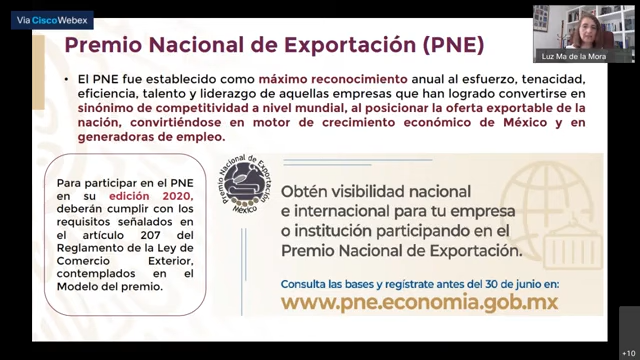 Vía Cisco Webex
Premio Nacional de Exportación (PNE)
Luz Ma de la Mora
• El PNE fue establecido como máximo reconocimiento anual al esfuerzo, tenacidad,
eficiencia, talento y liderazgo de aquellas empresas que han logrado convertirse en
sinónimo de competitividad a nivel mundial, al posicionar la oferta exportable de la
nación, convirtiéndose en motor de crecimiento económico de México y en
generadoras de empleo.
Para participar en el PNE
en su edición 2020,
deberán cumplir con los
requisitos señalados en
el artículo 207 del
Reglamento de la Ley de
Comercio Exterior,
contemplados en el
Modelo del premio.
Premio Nacional de Exportación
México
Obtén visibilidad nacional
e internacional para tu empresa
o institución participando en el
Premio Nacional de Exportación.
Consulta las bases y regístrate antes del 30 de junio en:
www.pne.economia.gob.mx
+10